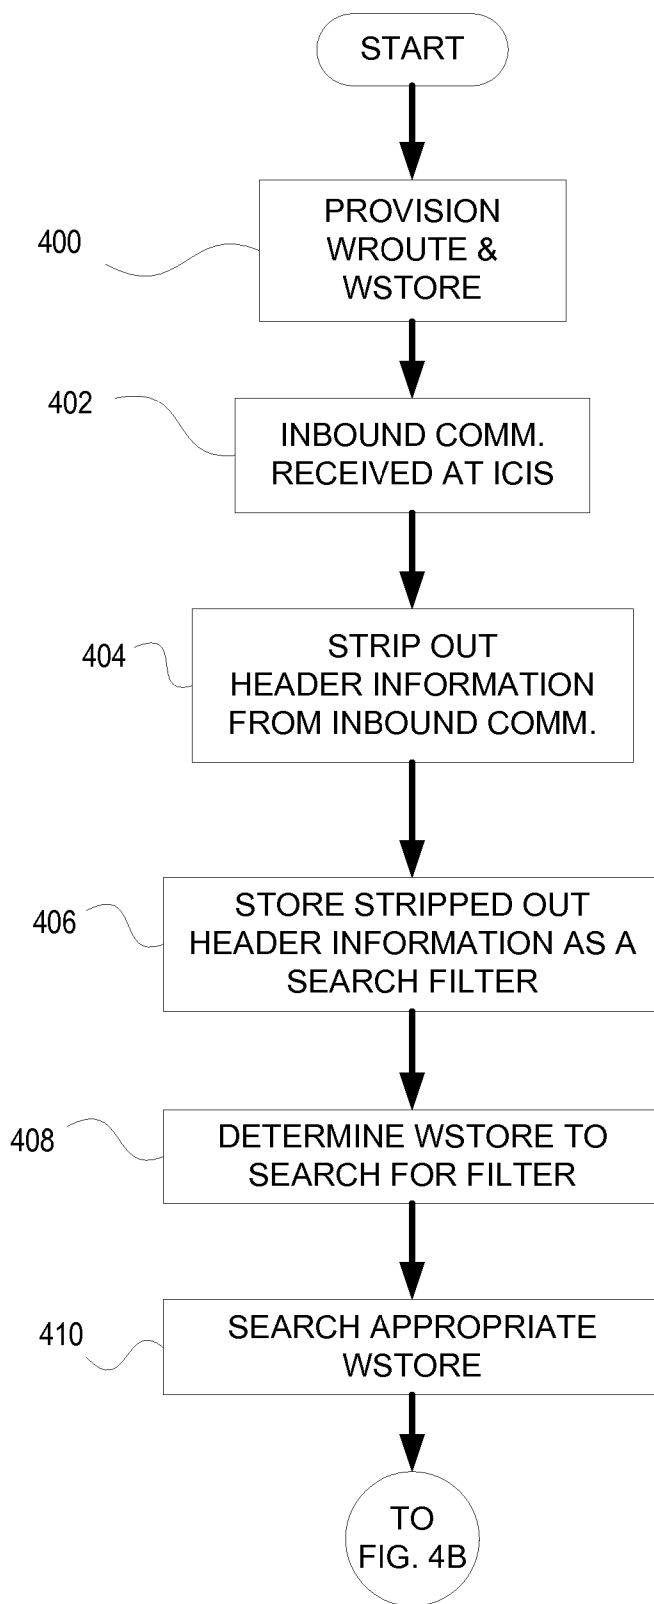 START
400
PROVISION
WROUTE &
WSTORE
402
INBOUND COMM.
RECEIVED AT ICIS
404
STRIP OUT
HEADER INFORMATION
FROM INBOUND COMM.
406
STORE STRIPPED OUT
HEADER INFORMATION AS A
SEARCH FILTER
408
DETERMINE WSTORE TO
SEARCH FOR FILTER
410
SEARCH APPROPRIATE
WSTORE
TO
FIG. 4B